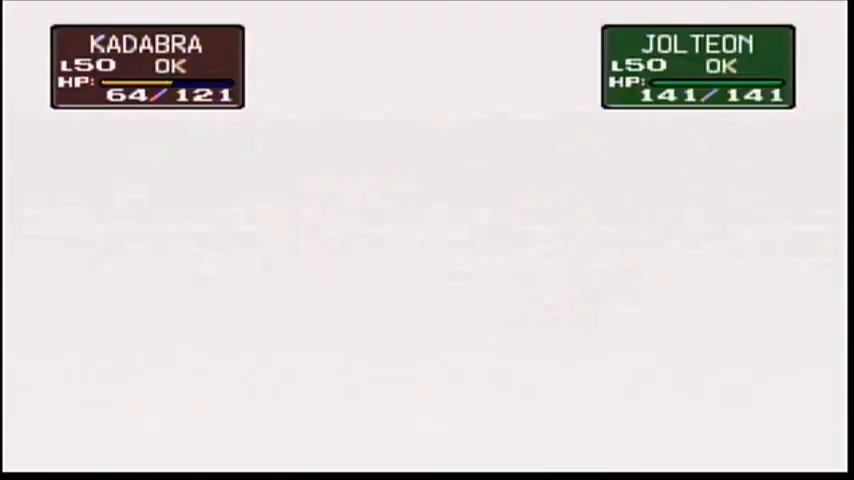 KADABRA
L50 OK
HP:
64/121
JOLTEON
L50 OK
HP:
141/141